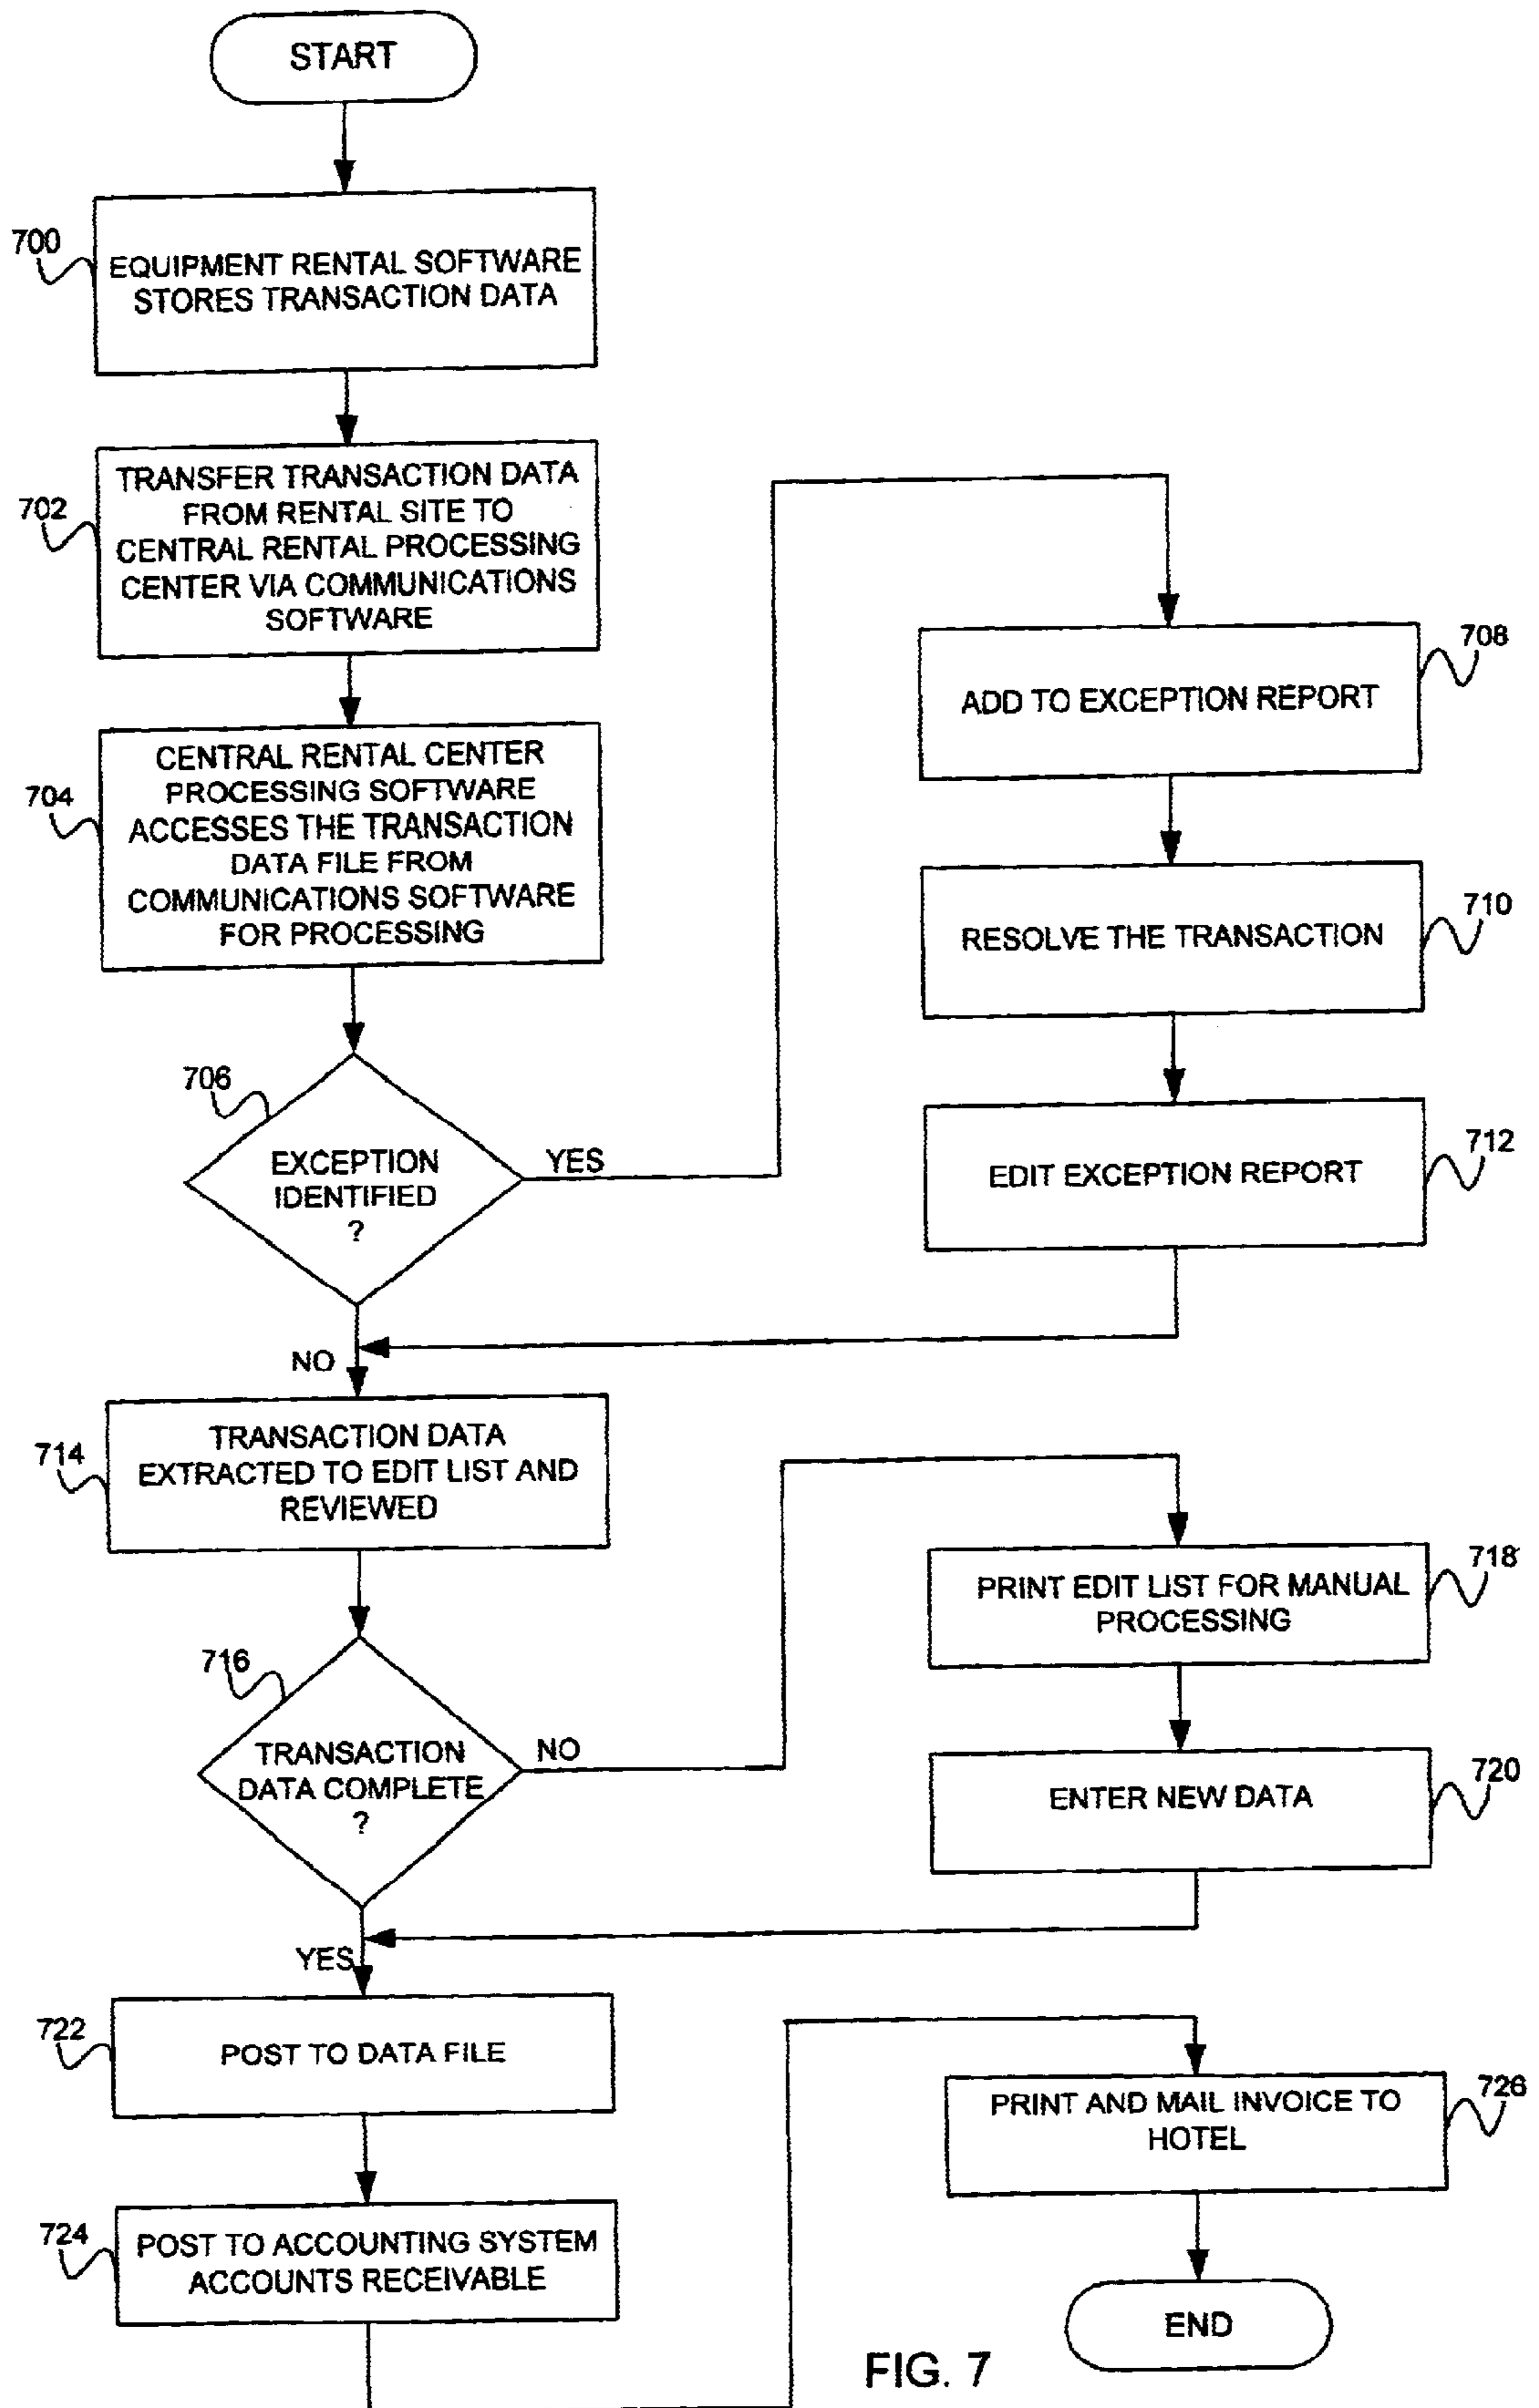 START
700
EQUIPMENT RENTAL SOFTWARE
STORES TRANSACTION DATA
702
TRANSFER TRANSACTION DATA
FROM RENTAL SITE TO
CENTRAL RENTAL PROCESSING
CENTER VIA COMMUNICATIONS
SOFTWARE
704
CENTRAL RENTAL CENTER
PROCESSING SOFTWARE
ACCESSES THE TRANSACTION
DATA FILE FROM
COMMUNICATIONS SOFTWARE
FOR PROCESSING
706
EXCEPTION
IDENTIFIED
?
YES
708
ADD TO EXCEPTION REPORT
710
RESOLVE THE TRANSACTION
712
EDIT EXCEPTION REPORT
NO
714
TRANSACTION DATA
EXTRACTED TO EDIT LIST AND
REVIEWED
716
TRANSACTION
DATA COMPLETE
?
NO
718
PRINT EDIT LIST FOR MANUAL
PROCESSING
720
ENTER NEW DATA
YES
722
POST TO DATA FILE
724
POST TO ACCOUNTING SYSTEM
ACCOUNTS RECEIVABLE
726
PRINT AND MAIL INVOICE TO
HOTEL
END
FIG. 7